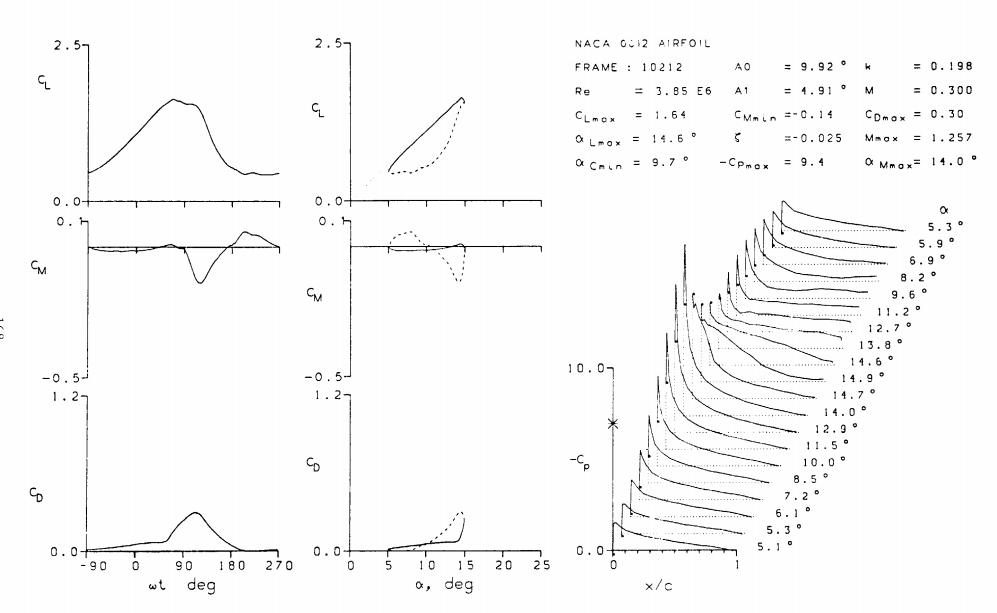 NACA 0012 AIRFOIL
FRAME : 10212 A0 = 9.92 ° k = 0.198
Re = 3.85 E6 A1 = 4.91 ° M = 0.300
CLmax = 1.64 CMmin =-0.14 CDmax = 0.30
αLmax = 14.6 ° ζ =-0.025 Mmax = 1.257
αCmin = 9.7 ° -CPmax = 9.4 αMmax= 14.0 °
2.5
CL
0.0
0.1
CM
-0.5
1.2
CD
0.0
-90 0 90 180 270
ωt deg
2.5
CL
0.0
0.1
CM
-0.5
1.2
CD
0.0
0 5 10 15 20 25
α, deg
α
5.3 °
5.9 °
6.9 °
8.2 °
9.6 °
11.2 °
12.7 °
13.8 °
14.6 °
14.9 °
14.7 °
14.0 °
12.9 °
11.5 °
10.0 °
8.5 °
7.2 °
6.1 °
5.3 °
5.1 °
10.0
-Cp
0.0
0 1
x/c